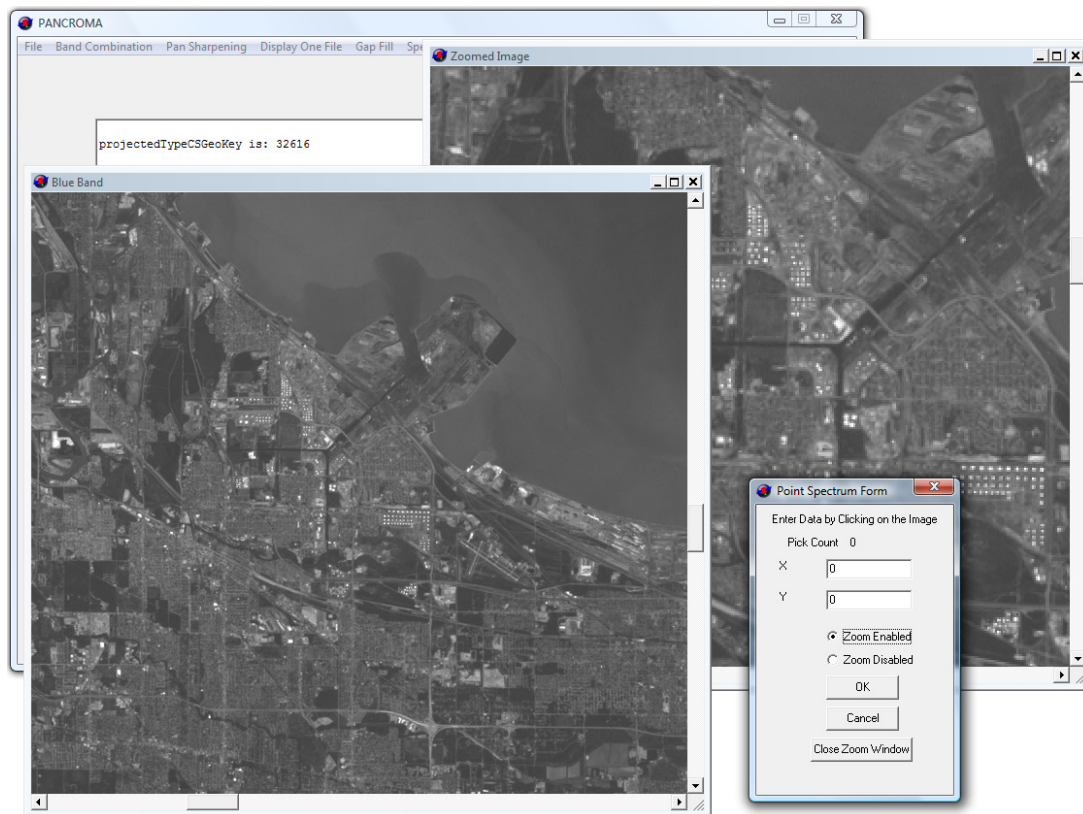 PANCROMA
File Band Combination Pan Sharpening Display One File Gap Fill
Zoomed Image
projectedTypeCSGeoKey is: 32616
Blue Band
Point Spectrum Form
Enter Data by Clicking on the Image
Pick Count 0
X 0
Y 0
Zoom Enabled
Zoom Disabled
OK
Cancel
Close Zoom Window